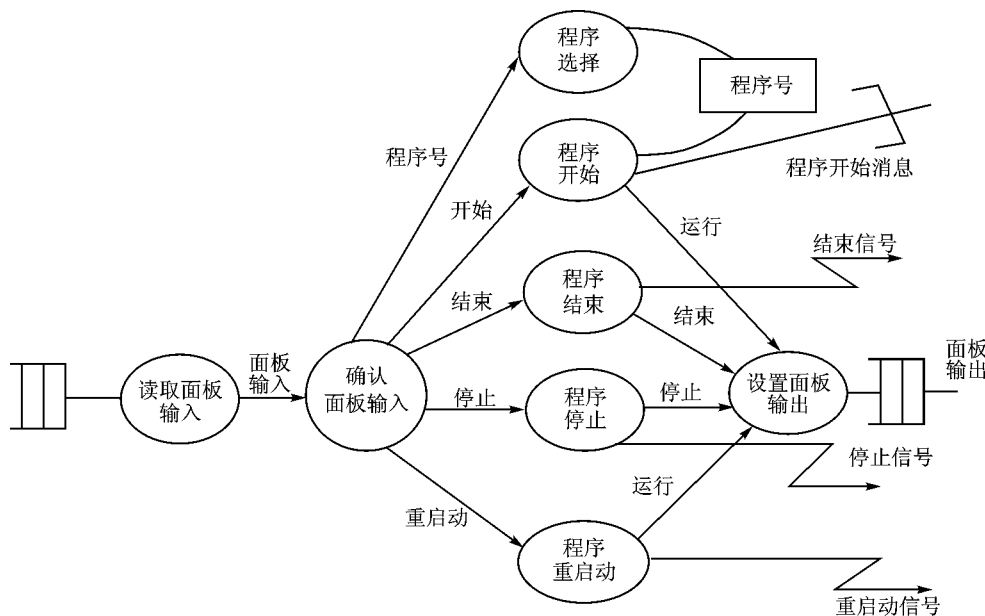 程序
选择
程序号
程序号
程序
开始
程序开始消息
开始
运行
结束信号
程序
结束
结束
结束
面板
输入
读取面板
输入
确认
面板输入
停止
程序
停止
停止
设置面板
输出
面板
输出
停止信号
运行
重启动
程序
重启动
重启动信号